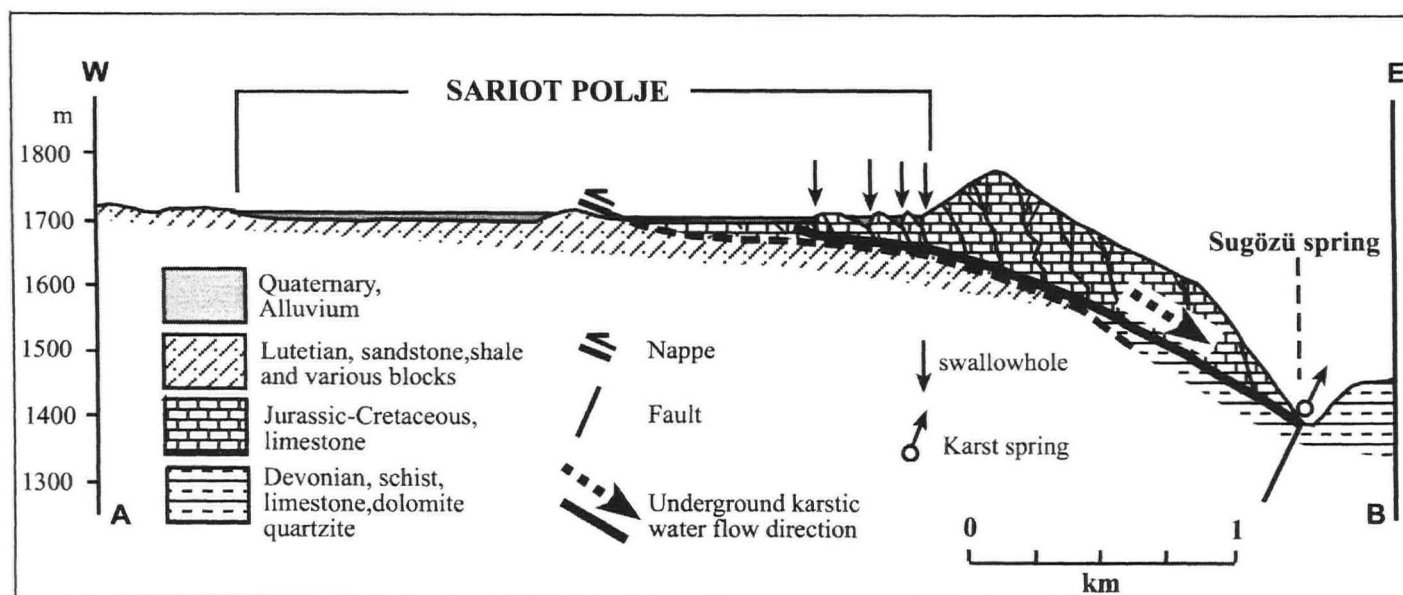 W
E
SARIOT POLJE
m
1800
1700
1600
1500
1400
1300
Sugözü spring
Quaternary,
Alluvium
Lutetian, sandstone,shale
and various blocks
Jurassic-Cretaceous,
limestone
Devonian, schist,
limestone,dolomite
quartzite
Nappe
Fault
Underground karstic
water flow direction
swallowhole
Karst spring
A
B
0
1
km